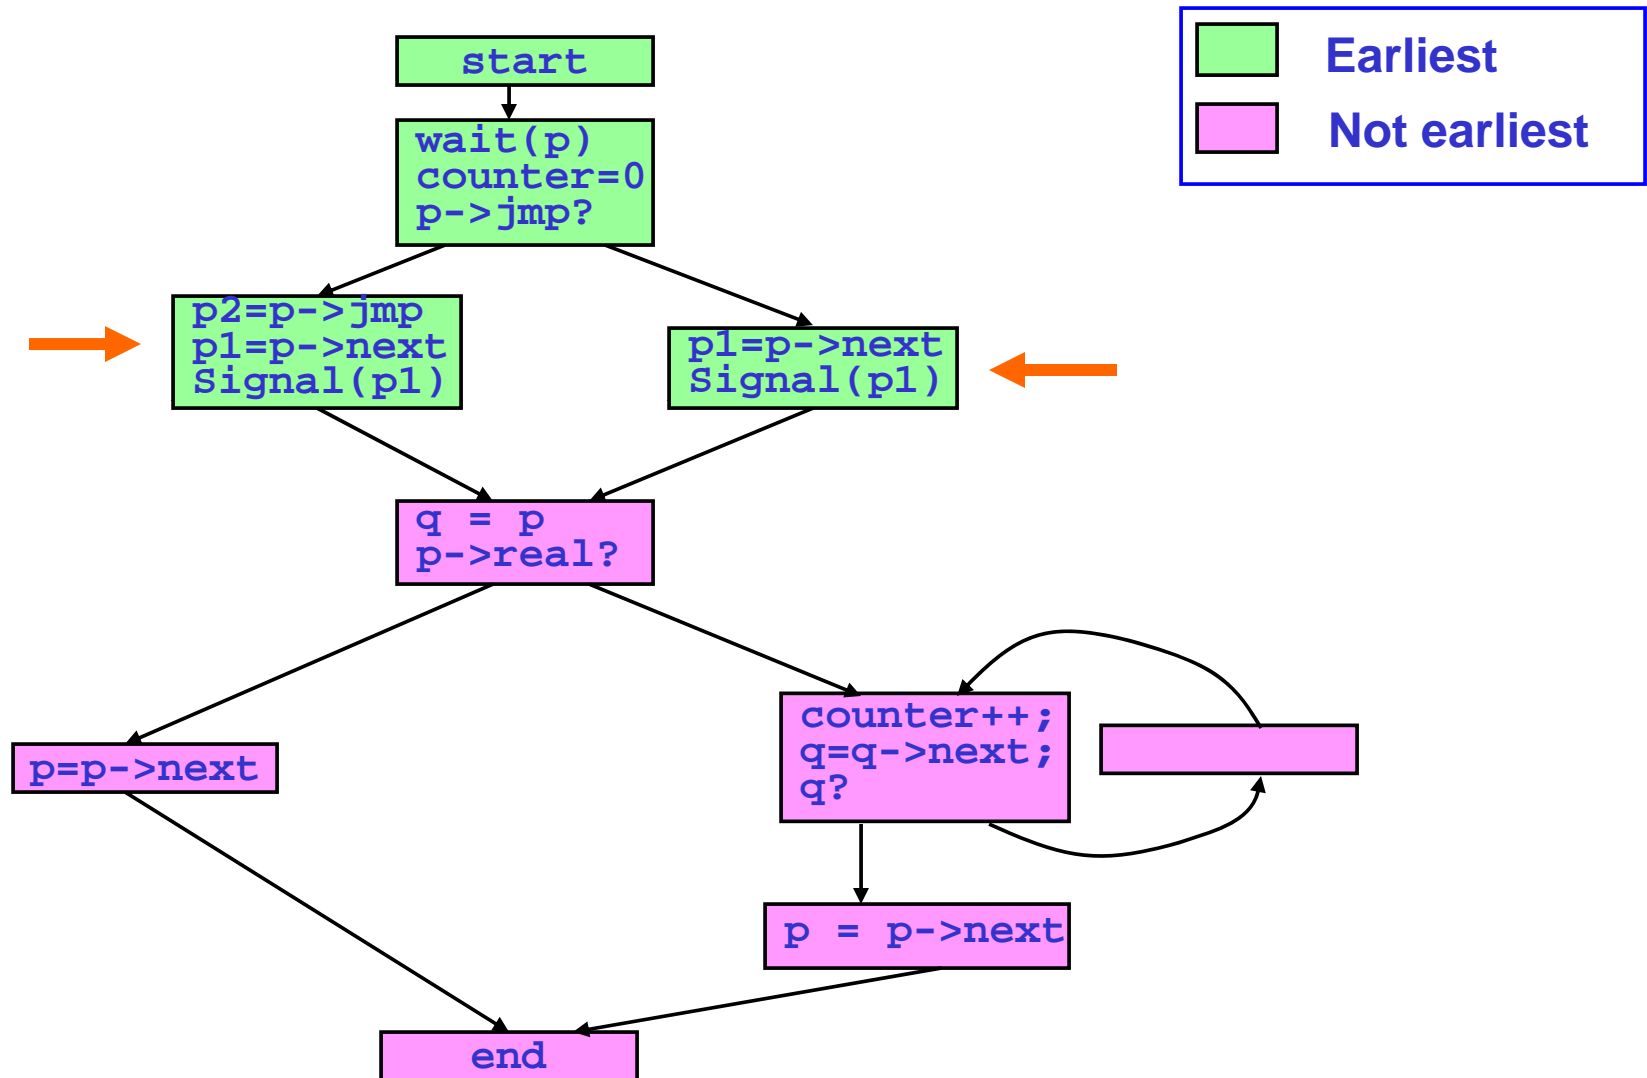 start
Earliest
Not earliest
wait(p)
counter=0
p->jmp?
p2=p->jmp
p1=p->next
Signal(p1)
p1=p->next
Signal(p1)
q = p
p->real?
p=p->next
counter++;
q=q->next;
q?
p = p->next
end